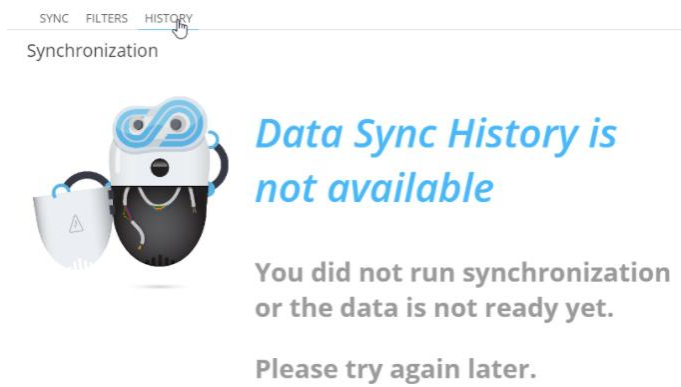 SYNC FILTERS HISTORY
Synchronization
Data Sync History is
not available
You did not run synchronization
or the data is not ready yet.
Please try again later.